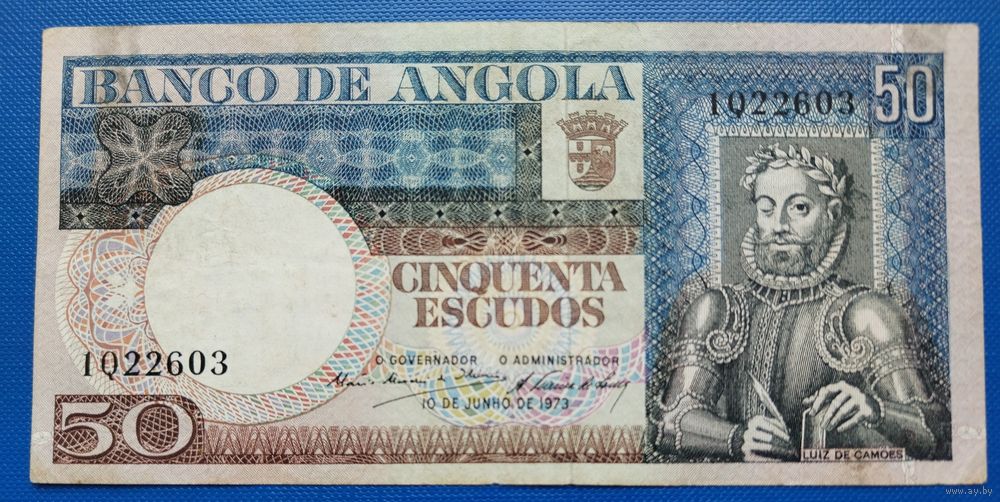 BANCO DE ANGOLA
1Q22603
50
CINQUENTA
ESCUDOS
1Q22603
O GOVERNADOR O ADMINISTRADOR
10 DE JUNHO DE 1973
50
LUIZ DE CAMOES
www.ay.by